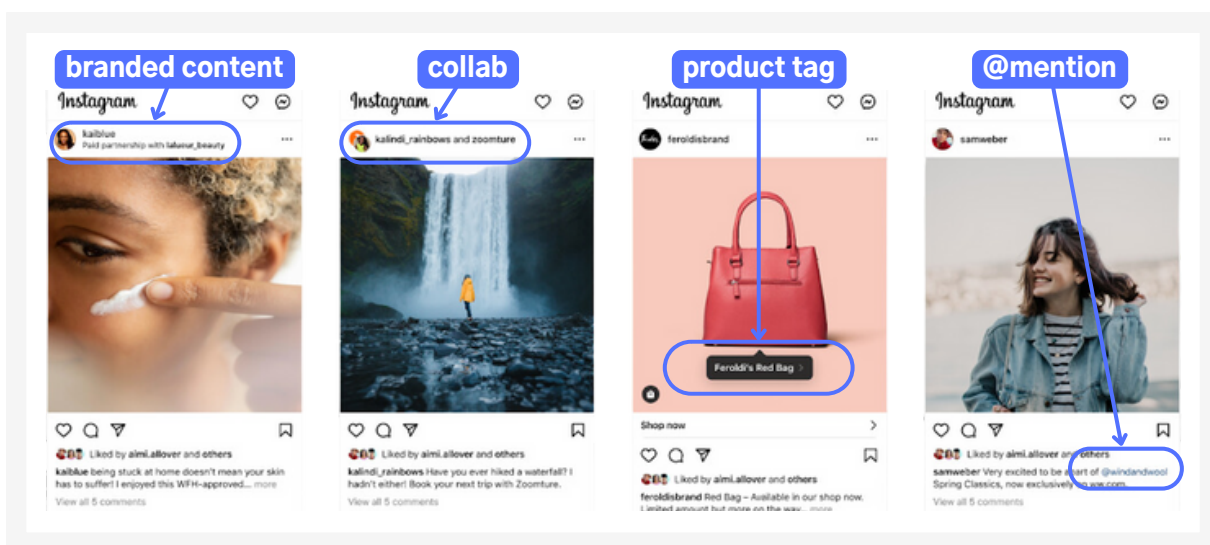 branded content
Instagram
kaiblue
Paid partnership with lalueur_beauty
Liked by aimi.allover and others
kaiblue being stuck at home doesn't mean your skin
has to suffer! I enjoyed this WFH-approved... more
View all 5 comments
collab
Instagram
kalindi_rainbows and zoomture
Liked by aimi.allover and others
kalindi_rainbows Have you ever hiked a waterfall? I
hadn't either! Book your next trip with Zoomture.
View all 5 comments
product tag
Instagram
feroldisbrand
Feroldi's Red Bag >
Shop now
Liked by aimi.allover and others
feroldisbrand Red Bag – Available in our shop now.
Limited amount but more on the way... more
@mention
Instagram
samweber
Liked by aimi.allover and others
samweber Very excited to be a part of @windandwool
Spring Classics, now exclusively on ww.com.
View all 5 comments